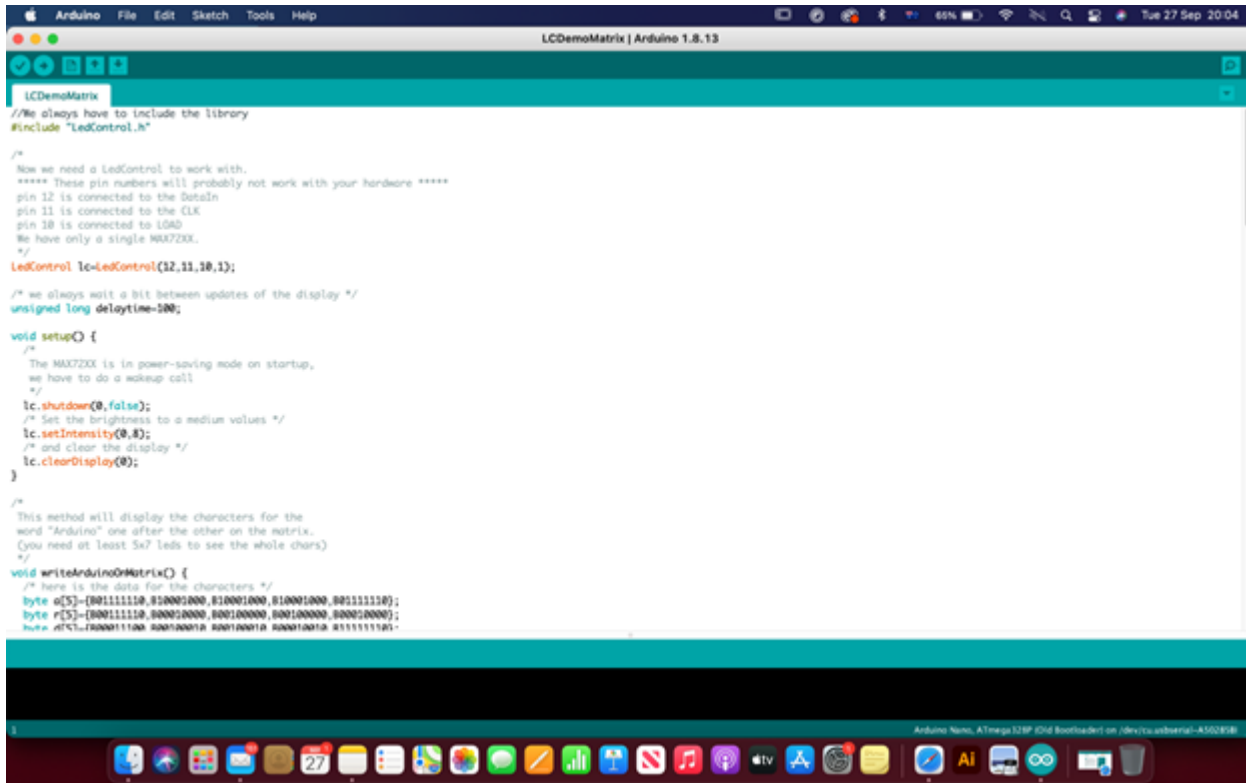 Arduino File Edit Sketch Tools Help 65% Tue 27 Sep 20:04
LCDemoMatrix | Arduino 1.8.13
LCDemoMatrix
//We always have to include the library
#include "LedControl.h"
/*
Now we need a LedControl to work with.
***** These pin numbers will probably not work with your hardware *****
pin 12 is connected to the DataIn
pin 11 is connected to the CLK
pin 10 is connected to LOAD
We have only a single MAX72XX.
*/
LedControl lc=LedControl(12,11,10,1);
/* we always wait a bit between updates of the display */
unsigned long delaytime=100;
void setup() {
/*
The MAX72XX is in power-saving mode on startup,
we have to do a wakeup call
*/
lc.shutdown(0,false);
/* Set the brightness to a medium values */
lc.setIntensity(0,8);
/* and clear the display */
lc.clearDisplay(0);
}
/*
This method will display the characters for the
word "Arduino" one after the other on the matrix.
(you need at least 5x7 leds to see the whole chars)
*/
void writeArduinoOnMatrix() {
/* here is the data for the characters */
byte a[5]={B01111110,B10001000,B10001000,B10001000,B01111110};
byte r[5]={B00111110,B00010000,B00100000,B00100000,B00010000};
byte d[5]={B00011100,B00100010,B00100010,B00010010,B11111110};
1
Arduino Nano, ATmega328P (Old Bootloader) on
27
tv
Ai